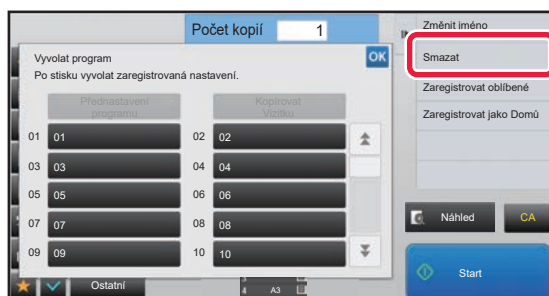 Počet kopií 1
Vyvolat program
OK
Po stisku vyvolat zaregistrovaná nastavení.
Přednastavení
programu
Kopírovat
Vizitku
01 01
02 02
03 03
04 04
05 05
06 06
07 07
08 08
09 09
10 10
Ostatní
A3
4
Změnit iméno
Smazat
Zaregistrovat oblíbené
Zaregistrovat jako Domů
Náhled
CA
Start